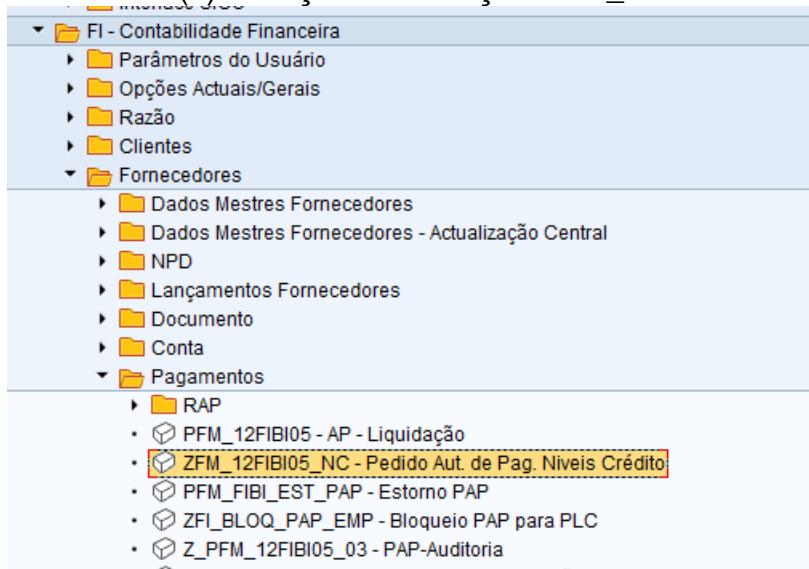 FI - Contabilidade Financeira
Parâmetros do Usuário
Opções Actuais/Gerais
Razão
Clientes
Fornecedores
Dados Mestres Fornecedores
Dados Mestres Fornecedores - Actualização Central
NPD
Lançamentos Fornecedores
Documento
Conta
Pagamentos
RAP
PFM_12FIBI05 - AP - Liquidação
ZFM_12FIBI05_NC - Pedido Aut. de Pag. Niveis Crédito
PFM_FIBI_EST_PAP - Estorno PAP
ZFI_BLOQ_PAP_EMP - Bloqueio PAP para PLC
Z_PFM_12FIBI05_03 - PAP-Auditoria